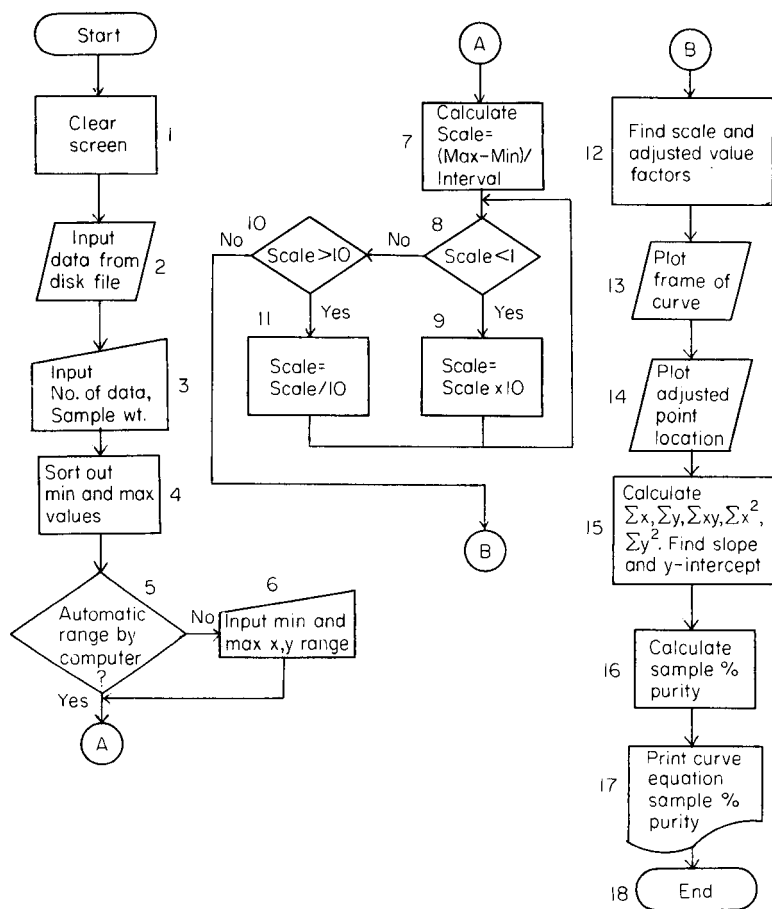 Start
Clear
screen
1
Input
data from
disk file
2
Input
No. of data,
Sample wt.
3
Sort out
min and max
values
4
5
Automatic
range by
computer
?
No
Yes
6
Input min and
max x,y range
A
A
7
Calculate
Scale=
(Max-Min)/
Interval
8
Scale<1
No
Yes
9
Scale=
Scale x 10
10
Scale>10
No
Yes
11
Scale=
Scale/10
B
B
12
Find scale and
adjusted value
factors
13
Plot
frame of
curve
14
Plot
adjusted
point
location
15
Calculate
Σx, Σy, Σxy, Σx²,
Σy². Find slope
and y-intercept
16
Calculate
sample %
purity
17
Print curve
equation
sample %
purity
18
End